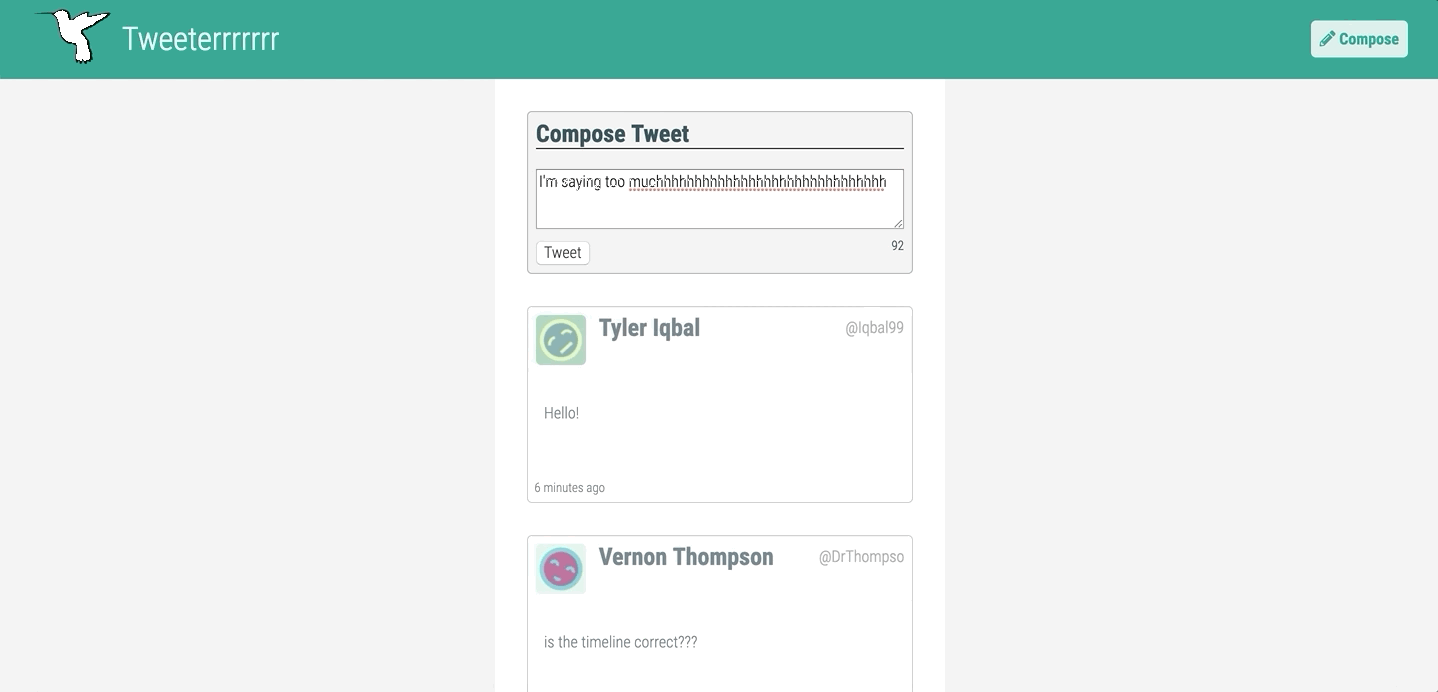 Tweeterrrrrrr
Compose
Compose Tweet
I'm saying too muchhhhhhhhhhhhhhhhhhhhhhhhhhhhhh
Tweet
92
Tyler Iqbal
@Iqbal99
Hello!
6 minutes ago
Vernon Thompson
@DrThompso
is the timeline correct???